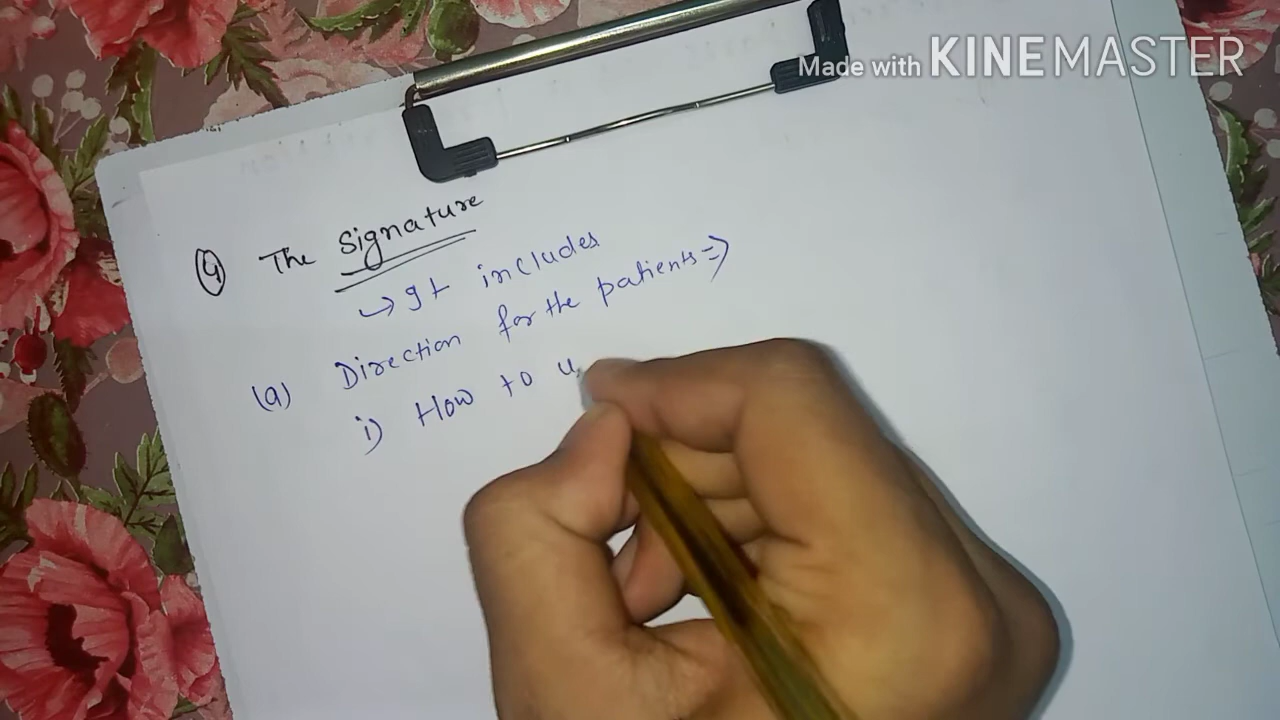 Made with KINEMASTER
④ The Signature
↪ It includes
(a) Direction for the patients ⇒
i) How to u